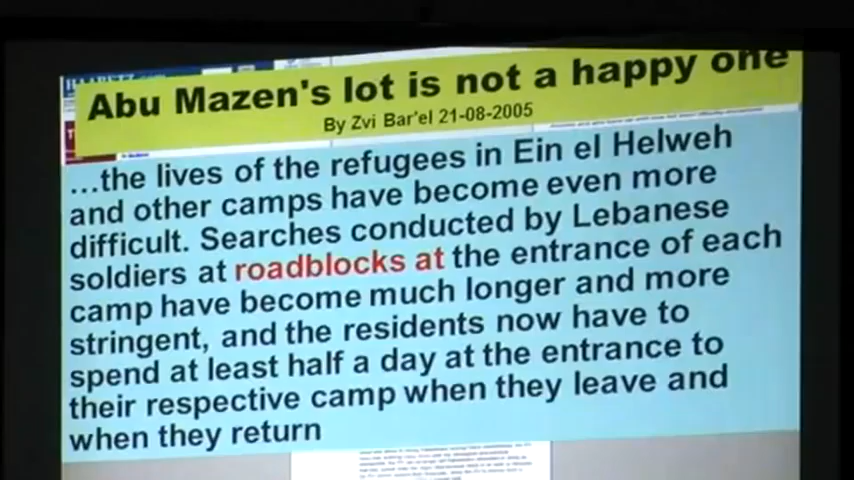 Abu Mazen's lot is not a happy one
By Zvi Bar'el 21-08-2005
...the lives of the refugees in Ein el Helweh
and other camps have become even more
difficult. Searches conducted by Lebanese
soldiers at roadblocks at the entrance of each
camp have become much longer and more
stringent, and the residents now have to
spend at least half a day at the entrance to
their respective camp when they leave and
when they return